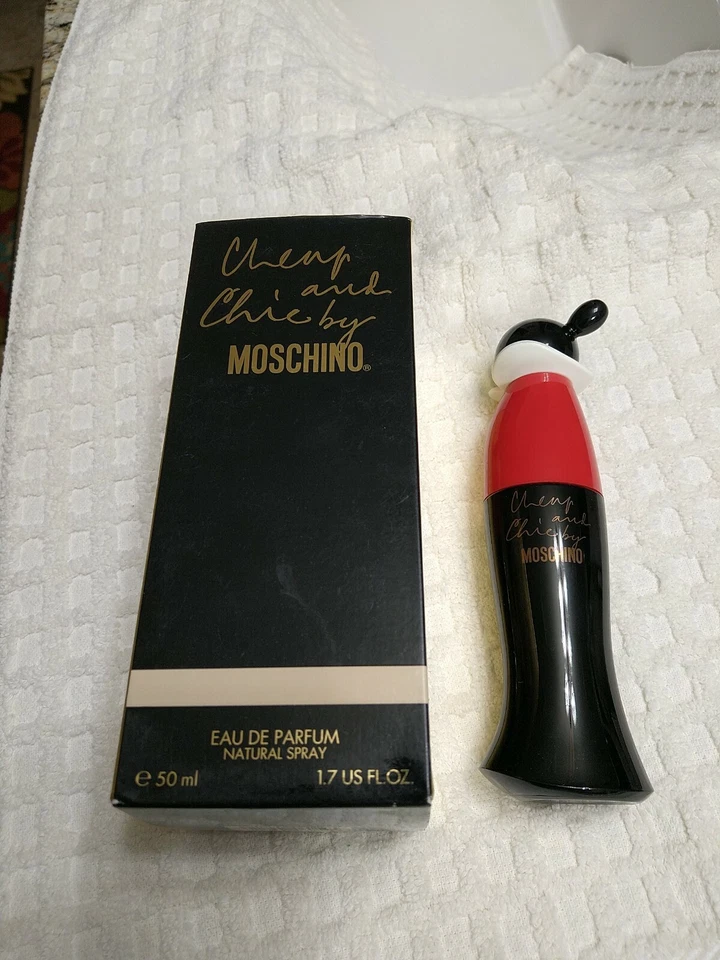 Cheap
and
Chic by
MOSCHINO®
EAU DE PARFUM
NATURAL SPRAY
e 50 ml 1.7 US FL.OZ.
Cheap
and
Chic by
MOSCHINO